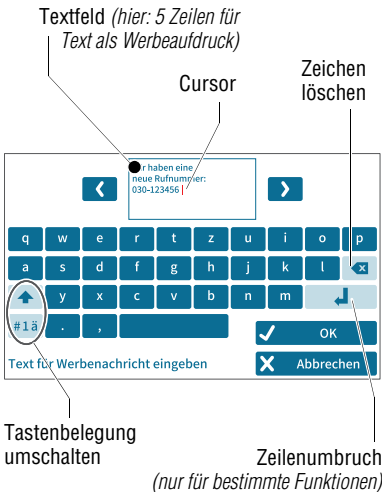 Textfeld (hier: 5 Zeilen für
Text als Werbeaufdruck)
Cursor
Zeichen
löschen
r haben eine
neue Rufnummer:
030-123456
q w e r t z u i o p
a s d f g h j k l
y x c v b n m
#1ä . ,
OK
Text für Werbenachricht eingeben
Abbrechen
Tastenbelegung
umschalten
Zeilenumbruch
(nur für bestimmte Funktionen)